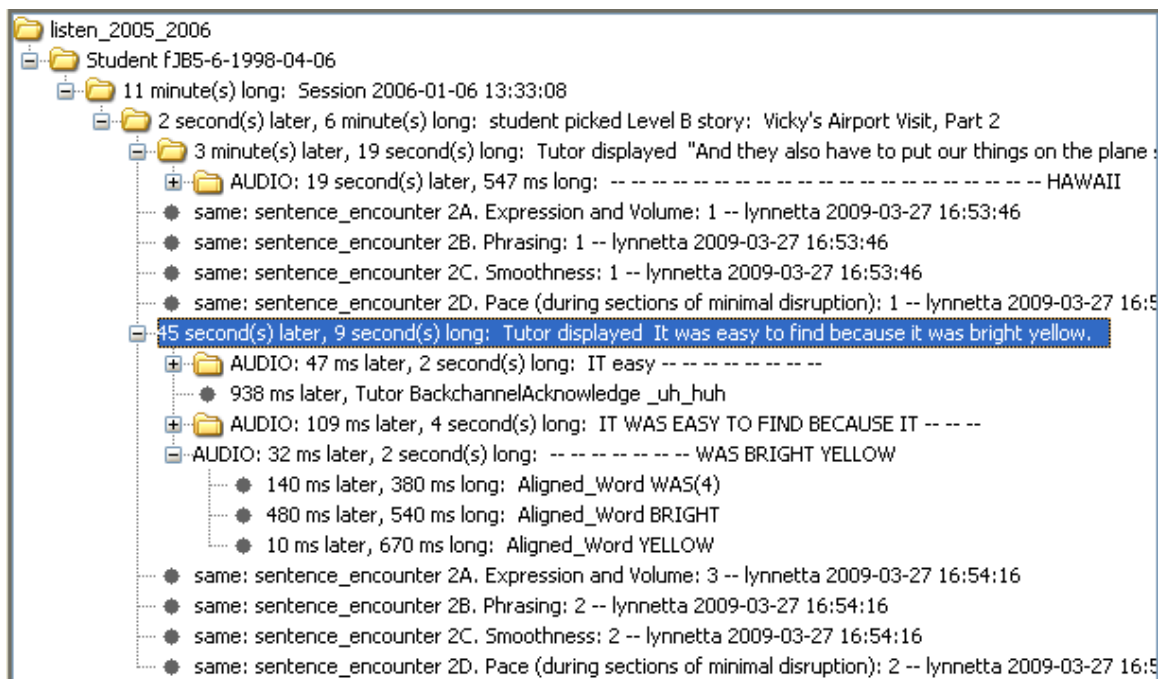 listen_2005_2006
Student fJB5-6-1998-04-06
11 minute(s) long: Session 2006-01-06 13:33:08
2 second(s) later, 6 minute(s) long: student picked Level B story: Vicky's Airport Visit, Part 2
3 minute(s) later, 19 second(s) long: Tutor displayed "And they also have to put our things on the plane s
AUDIO: 19 second(s) later, 547 ms long: -- -- -- -- -- -- -- -- -- -- -- -- -- -- -- -- -- -- -- -- -- HAWAII
same: sentence_encounter 2A. Expression and Volume: 1 -- lynnetta 2009-03-27 16:53:46
same: sentence_encounter 2B. Phrasing: 1 -- lynnetta 2009-03-27 16:53:46
same: sentence_encounter 2C. Smoothness: 1 -- lynnetta 2009-03-27 16:53:46
same: sentence_encounter 2D. Pace (during sections of minimal disruption): 1 -- lynnetta 2009-03-27 16:5
45 second(s) later, 9 second(s) long: Tutor displayed It was easy to find because it was bright yellow.
AUDIO: 47 ms later, 2 second(s) long: IT easy -- -- -- -- -- -- -- --
938 ms later, Tutor BackchannelAcknowledge _uh_huh
AUDIO: 109 ms later, 4 second(s) long: IT WAS EASY TO FIND BECAUSE IT -- -- --
AUDIO: 32 ms later, 2 second(s) long: -- -- -- -- -- -- -- WAS BRIGHT YELLOW
140 ms later, 380 ms long: Aligned_Word WAS(4)
480 ms later, 540 ms long: Aligned_Word BRIGHT
10 ms later, 670 ms long: Aligned_Word YELLOW
same: sentence_encounter 2A. Expression and Volume: 3 -- lynnetta 2009-03-27 16:54:16
same: sentence_encounter 2B. Phrasing: 2 -- lynnetta 2009-03-27 16:54:16
same: sentence_encounter 2C. Smoothness: 2 -- lynnetta 2009-03-27 16:54:16
same: sentence_encounter 2D. Pace (during sections of minimal disruption): 2 -- lynnetta 2009-03-27 16:5